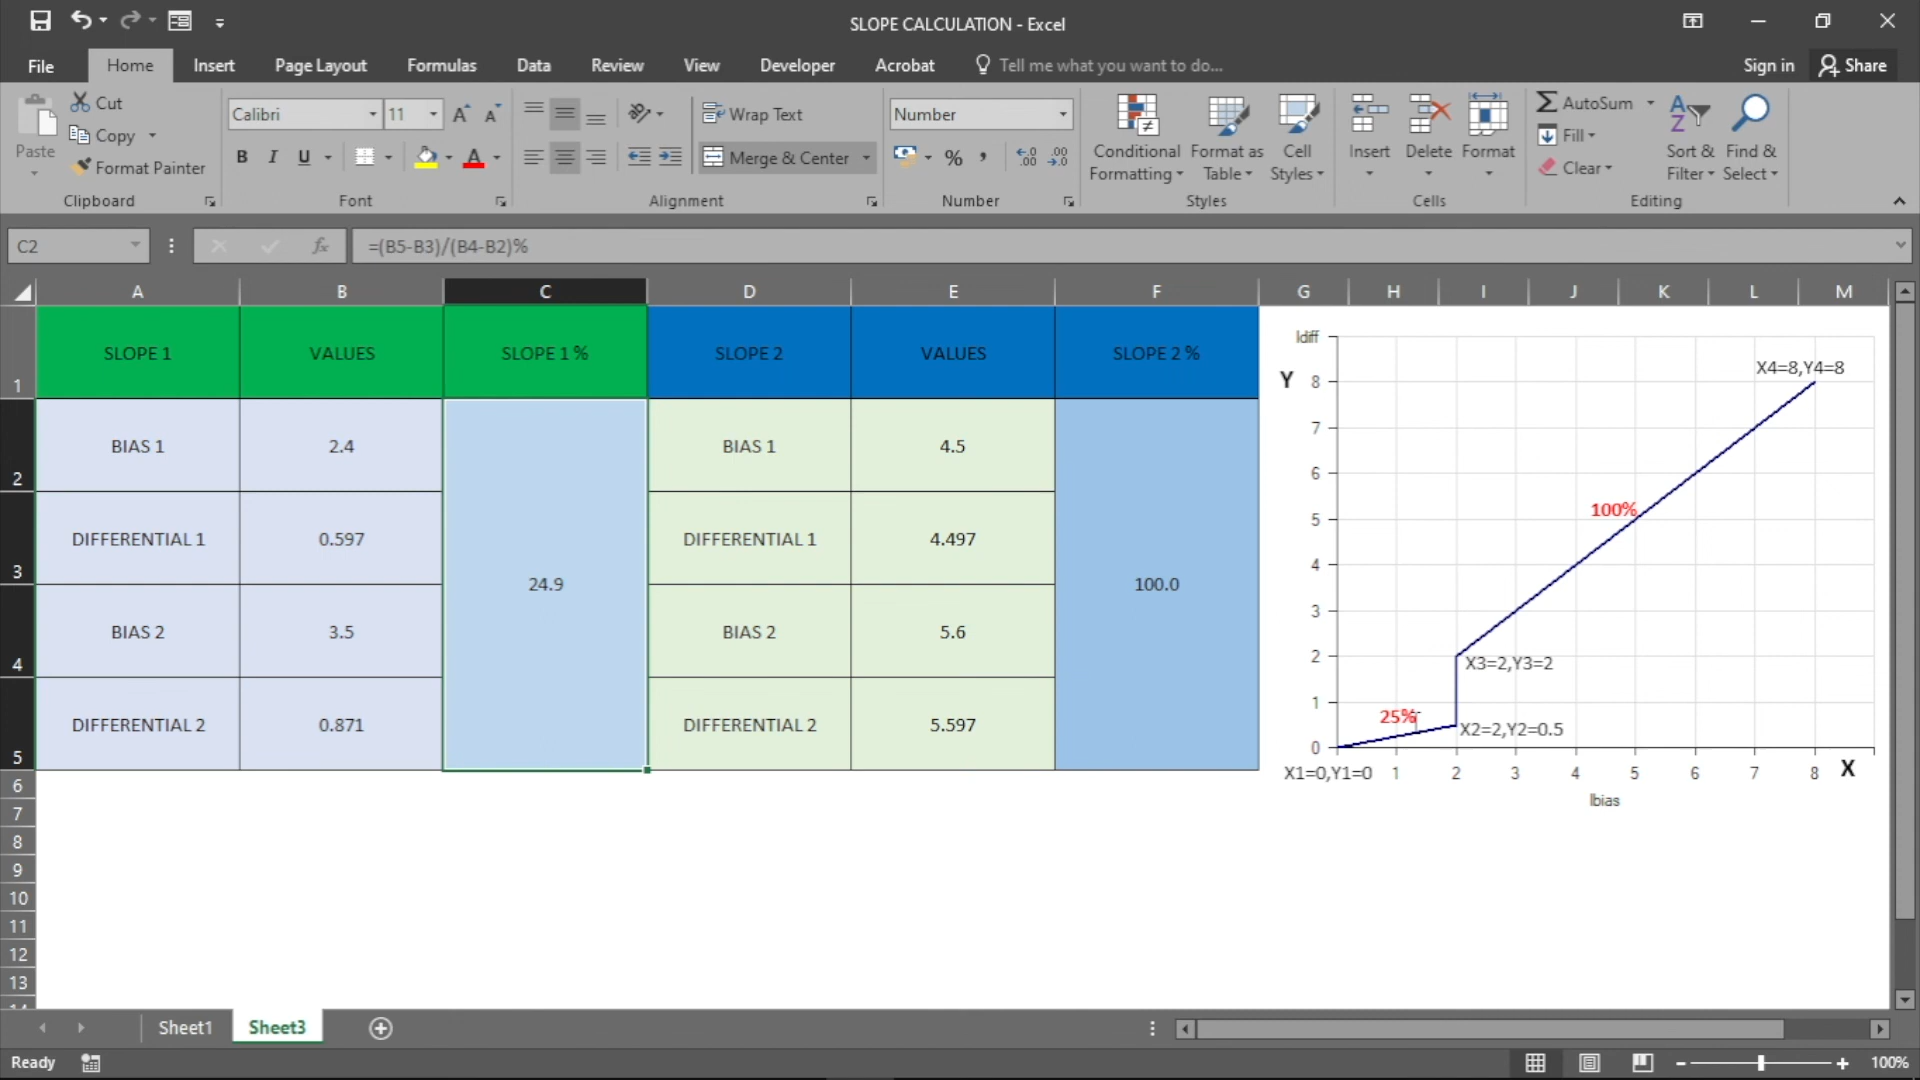 SLOPE CALCULATION - Excel
File Home Insert Page Layout Formulas Data Review View Developer Acrobat Tell me what you want to do... Sign in Share
Paste
Cut
Copy
Format Painter
Clipboard
Calibri 11
B I U
Font
Wrap Text
Merge & Center
Alignment
Number
% ,
Number
Conditional Formatting
Format as Table
Cell Styles
Styles
Insert
Delete
Format
Cells
AutoSum
Fill
Clear
Sort & Filter
Find & Select
Editing
C2 fx =(B5-B3)/(B4-B2)%
A B C D E F G H I J K L M
1 SLOPE 1 VALUES SLOPE 1 % SLOPE 2 VALUES SLOPE 2 %
2 BIAS 1 2.4 BIAS 1 4.5
3 DIFFERENTIAL 1 0.597 DIFFERENTIAL 1 4.497
24.9 100.0
4 BIAS 2 3.5 BIAS 2 5.6
5 DIFFERENTIAL 2 0.871 DIFFERENTIAL 2 5.597
6
7
8
9
10
11
12
13
Idiff
Y 8
X4=8,Y4=8
7
6
5
100%
4
3
2
X3=2,Y3=2
1
25%
X2=2,Y2=0.5
0
X1=0,Y1=0 1 2 3 4 5 6 7 8 X
Ibias
Sheet1 Sheet3
Ready
100%